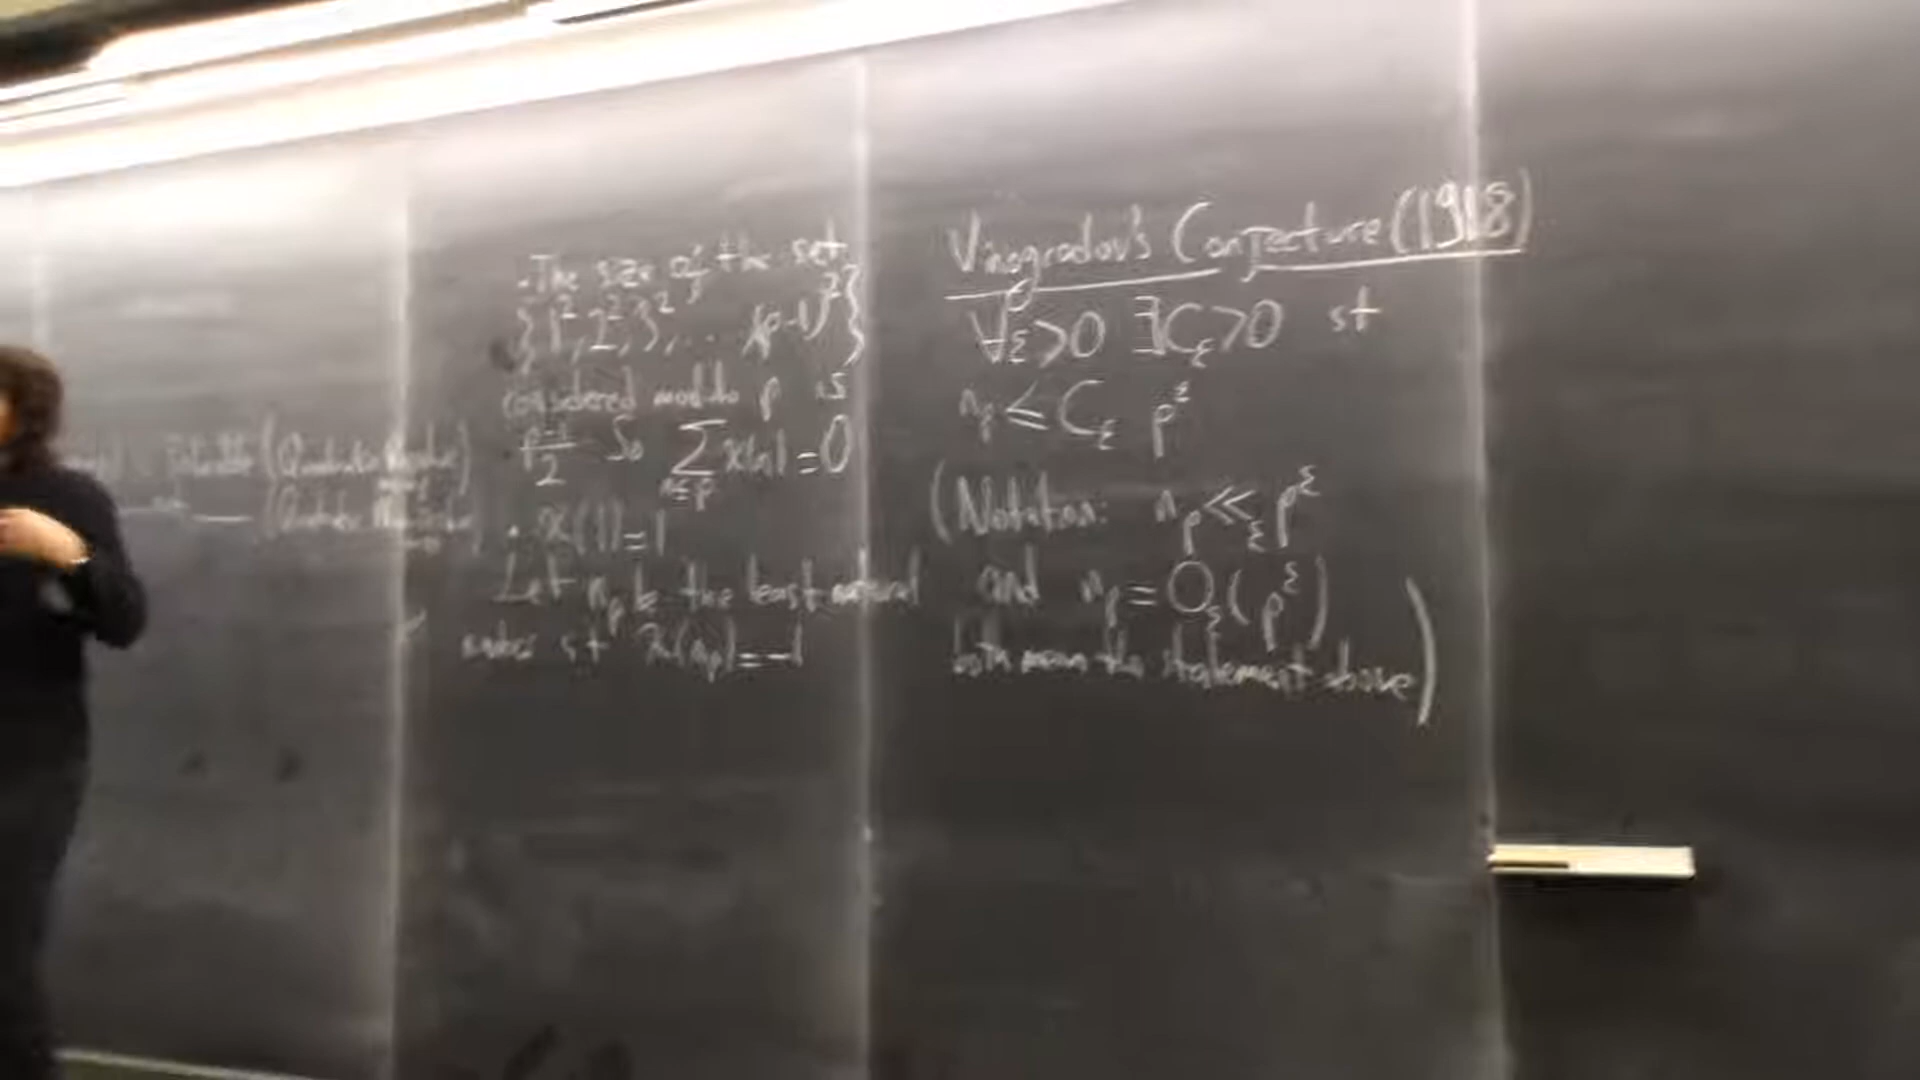 (Quadratic
(Quadratic
• The size of the set
{1², 2², 3², ... (p-1)²}
considered modulo p is
(p-1)/2 So ∑_{n≤p} χ(n) = 0
• χ(1) = 1
Let n_p be the least natural
number st χ(n_p) = -1
Vinogradov's Conjecture (1918)
∀ε>0 ∃C_ε>0 st
n_p ≤ C_ε p^ε
(Notation: n_p ≪_ε p^ε
and n_p = O_ε(p^ε)
both mean the statement above)